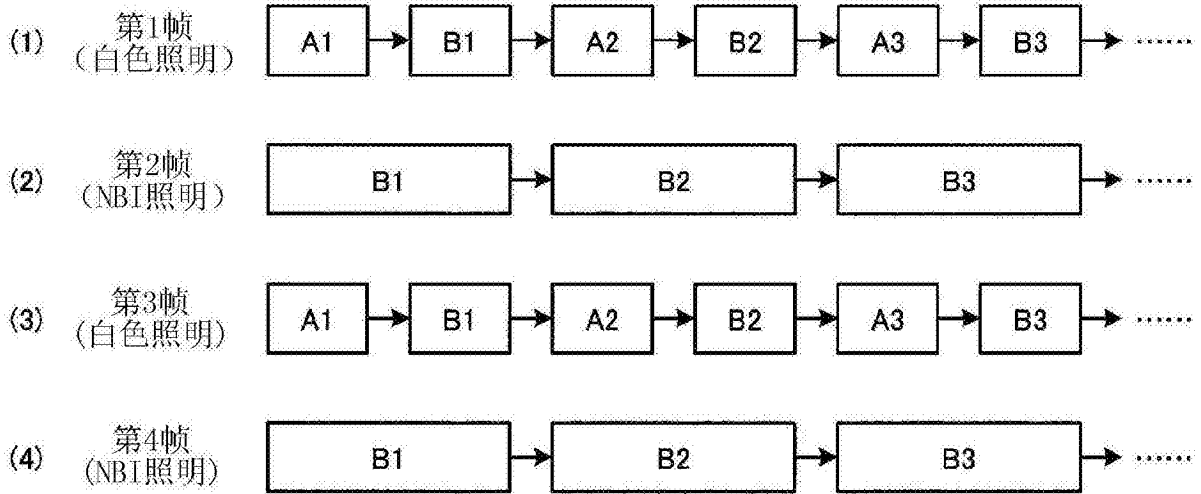 (1) 第1帧
（白色照明） A1 B1 A2 B2 A3 B3 ......
(2) 第2帧
（NBI照明） B1 B2 B3 ......
(3) 第3帧
(白色照明) A1 B1 A2 B2 A3 B3 ......
(4) 第4帧
(NBI照明) B1 B2 B3 ......